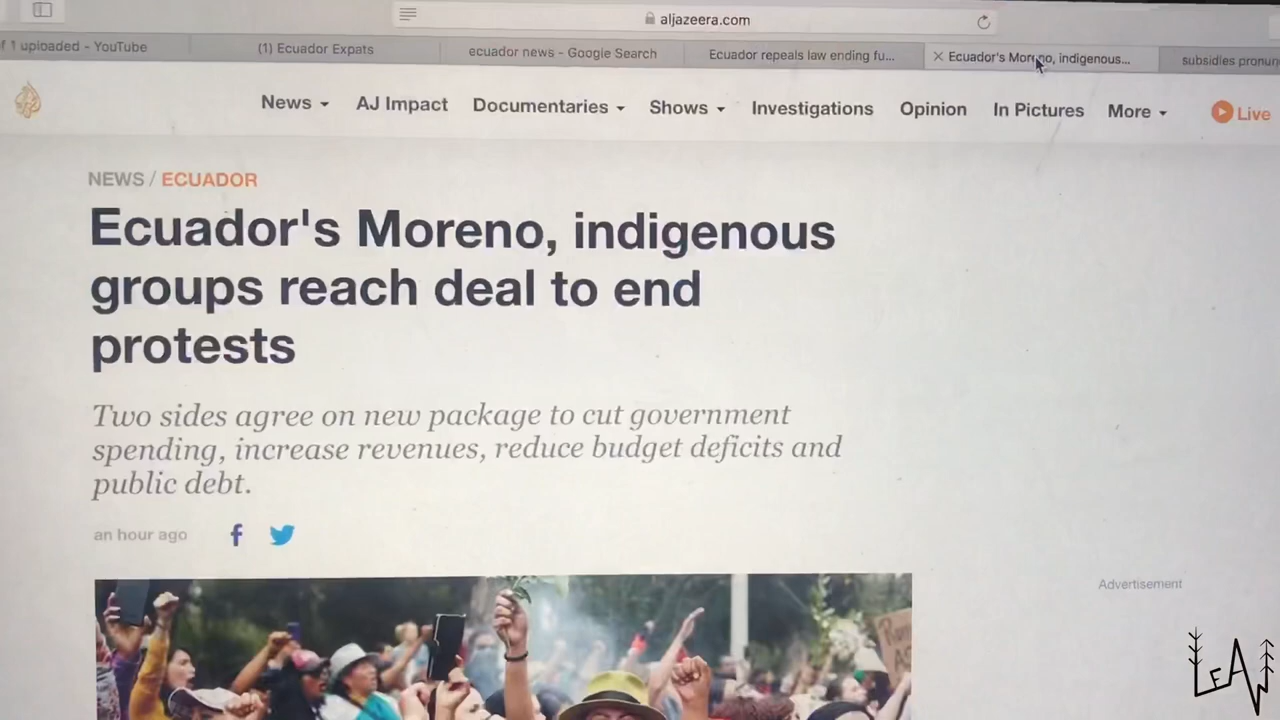 aljazeera.com
f 1 uploaded - YouTube
(1) Ecuador Expats
ecuador news - Google Search
Ecuador repeals law ending fu...
Ecuador's Moreno, indigenous...
subsidies pronun
News
AJ Impact
Documentaries
Shows
Investigations
Opinion
In Pictures
More
Live
NEWS / ECUADOR
Ecuador's Moreno, indigenous
groups reach deal to end
protests
Two sides agree on new package to cut government
spending, increase revenues, reduce budget deficits and
public debt.
an hour ago
Advertisement
LEAN